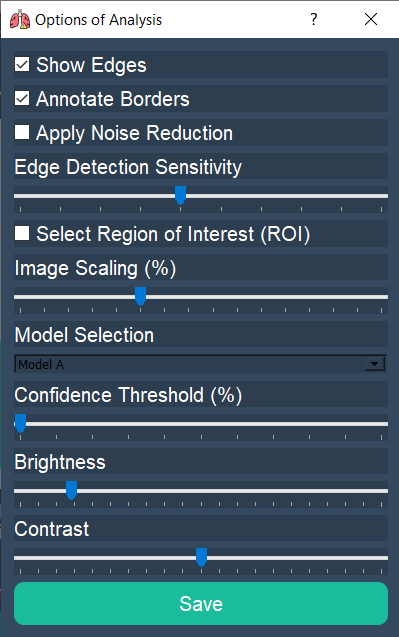 Options of Analysis
Show Edges
Annotate Borders
Apply Noise Reduction
Edge Detection Sensitivity
Select Region of Interest (ROI)
Image Scaling (%)
Model Selection
Model A
Confidence Threshold (%)
Brightness
Contrast
Save